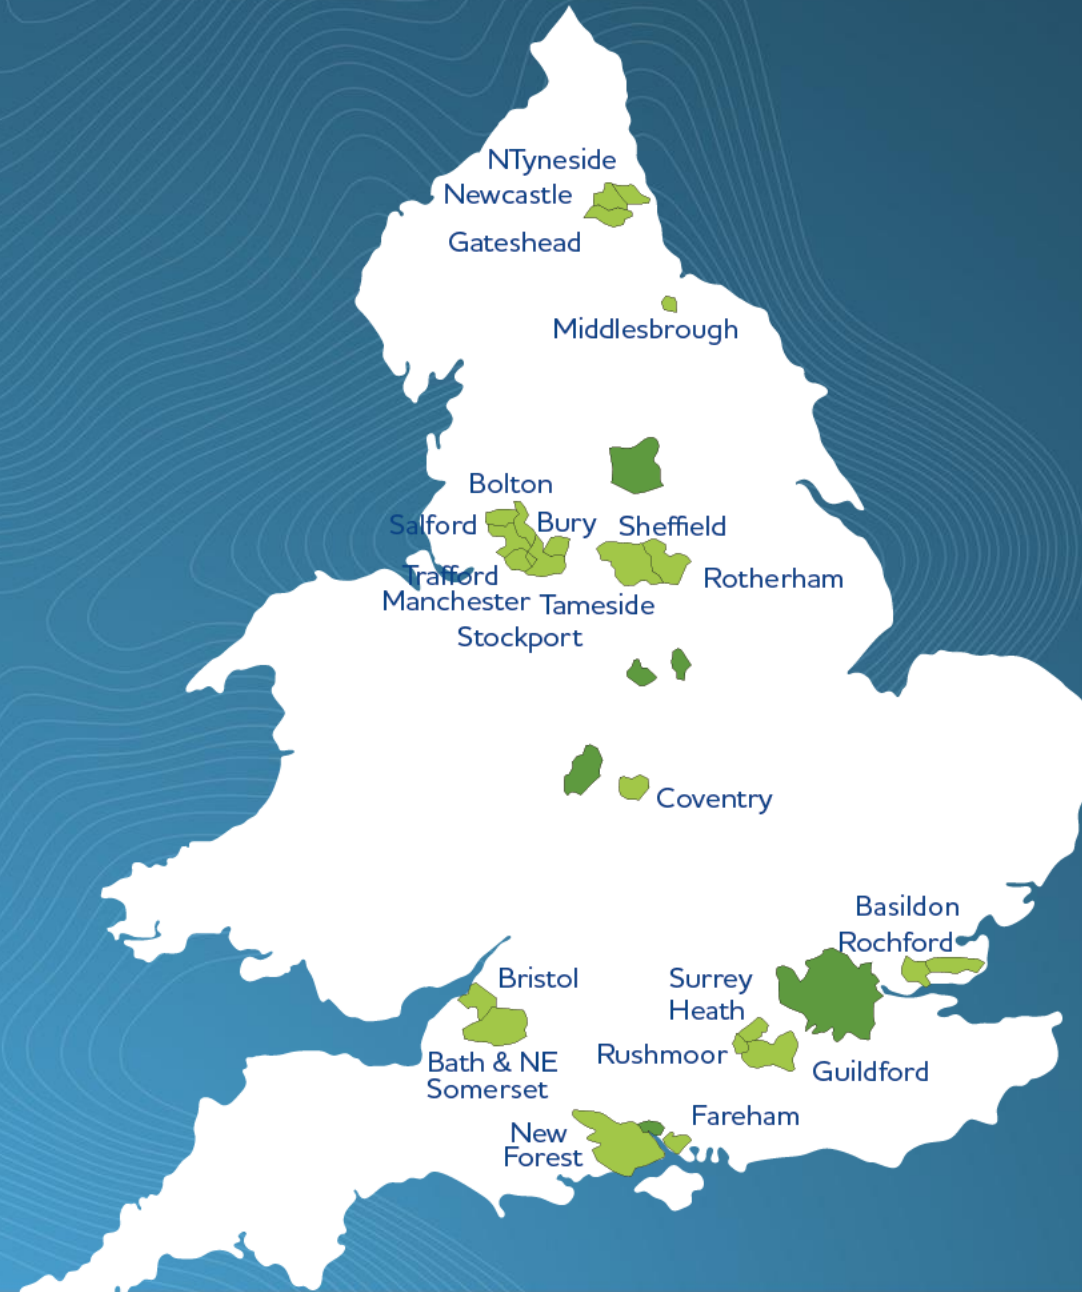 NTyneside
Newcastle
Gateshead
Middlesbrough
Bolton
Salford
Bury
Sheffield
Trafford
Rotherham
Manchester
Tameside
Stockport
Coventry
Basildon
Rochford
Bristol
Surrey
Heath
Rushmoor
Bath & NE
Somerset
Guildford
Fareham
New
Forest